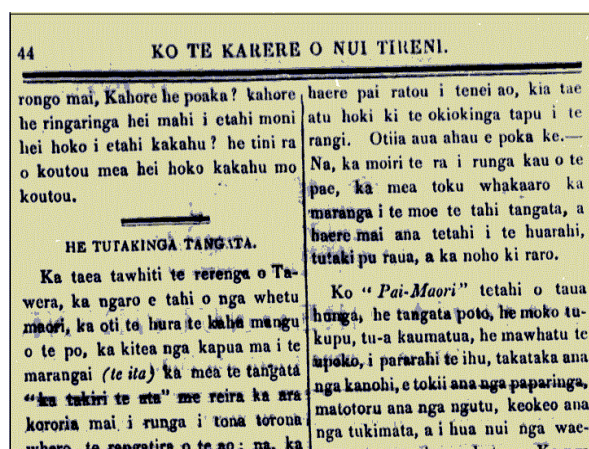 44
KO TE KARERE O NUI TIRENI.
rongo mai, Kahore he poaka? kahore
he ringaringa hei mahi i etahi moni
hei hoko i etahi kakahu? he tini ra
o koutou mea hei hoko kakahu mo
koutou.
HE TUTAKINGA TANGATA.
Ka taea tawhiti te rerenga o Ta-
wera, ka ngaro e tahi o nga whetu
maori, ka oti te hura te kahu mangu
o te po, ka kitea nga kapua ma i te
marangai (te ita) ka mea te tangata
"ka takiri te ata" me reira ka ara
kororia mai i runga i tona torona
whero, te rangatira o te ao: na, ka
haere pai ratou i tenei ao, kia tae
atu hoki ki te okiokinga tapu i te
rangi. Otiia aua ahau e poka ke.—
Na, ka moiri te ra i runga kau o te
pae, ka mea toku whakaaro ka
maranga i te moe te tahi tangata, a
haere mai ana tetahi i te huarahi,
tutaki pu raua, a ka noho ki raro.
Ko "Pai-Maori" tetahi o taua
hunga, he tangata poto, he moko tu-
kupu, tu-a kaumatua, he mawhatu te
upoko, i pararahi te ihu, takataka ana
nga kanohi, e tokii ana nga paparinga,
matotoru ana nga ngutu, keokeo ana
nga tukimata, a i hua nui nga wae-